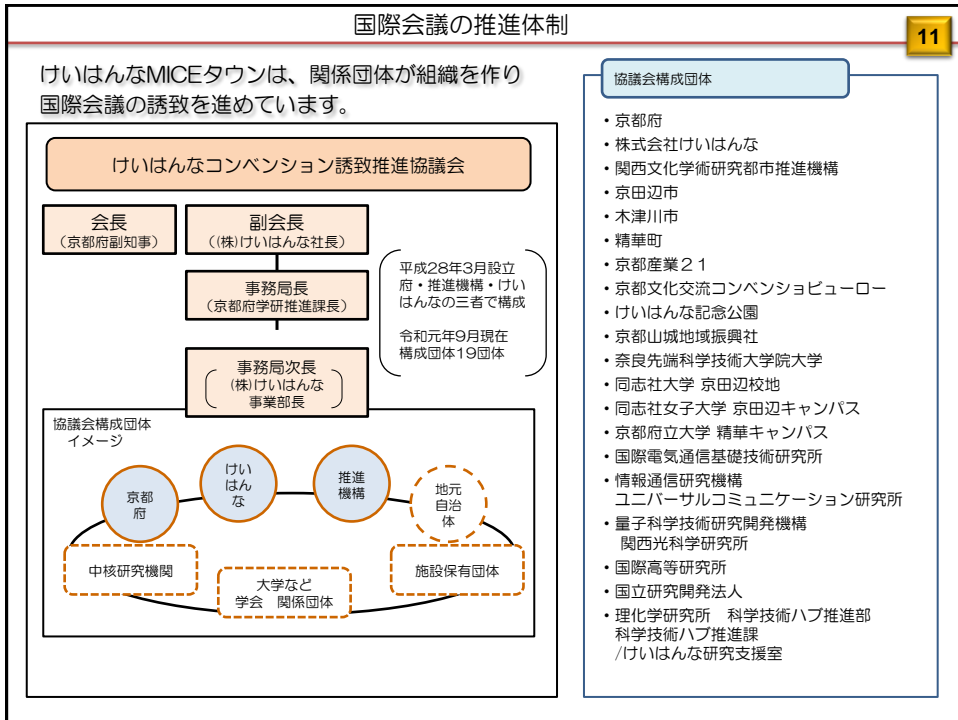 国際会議の推進体制
11
けいはんなMICEタウンは、関係団体が組織を作り
国際会議の誘致を進めています。
けいはんなコンベンション誘致推進協議会
会長
（京都府副知事）
副会長
（(株)けいはんな社長）
事務局長
（京都府学研推進課長）
事務局次長
(株)けいはんな
事業部長
平成28年3月設立
府・推進機構・けい
はんなの三者で構成
令和元年9月現在
構成団体19団体
協議会構成団体
イメージ
京都
府
けい
はん
な
推進
機構
地元
自治
体
中核研究機関
大学など
学会　関係団体
施設保有団体
協議会構成団体
・京都府
・株式会社けいはんな
・関西文化学術研究都市推進機構
・京田辺市
・木津川市
・精華町
・京都産業２１
・京都文化交流コンベンショビューロー
・けいはんな記念公園
・京都山城地域振興社
・奈良先端科学技術大学院大学
・同志社大学 京田辺校地
・同志社女子大学 京田辺キャンパス
・京都府立大学 精華キャンパス
・国際電気通信基礎技術研究所
・情報通信研究機構
ユニバーサルコミュニケーション研究所
・量子科学技術研究開発機構
関西光科学研究所
・国際高等研究所
・国立研究開発法人
・理化学研究所　科学技術ハブ推進部
科学技術ハブ推進課
/けいはんな研究支援室